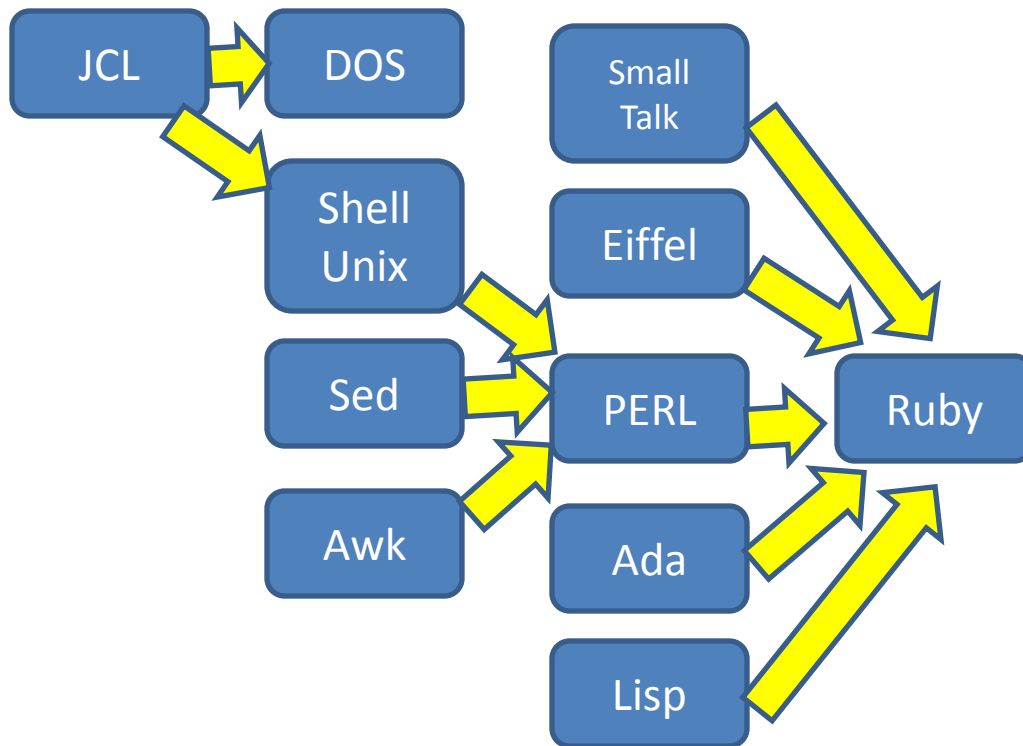 JCL
DOS
Small
Talk
Shell
Unix
Eiffel
Sed
PERL
Ruby
Awk
Ada
Lisp